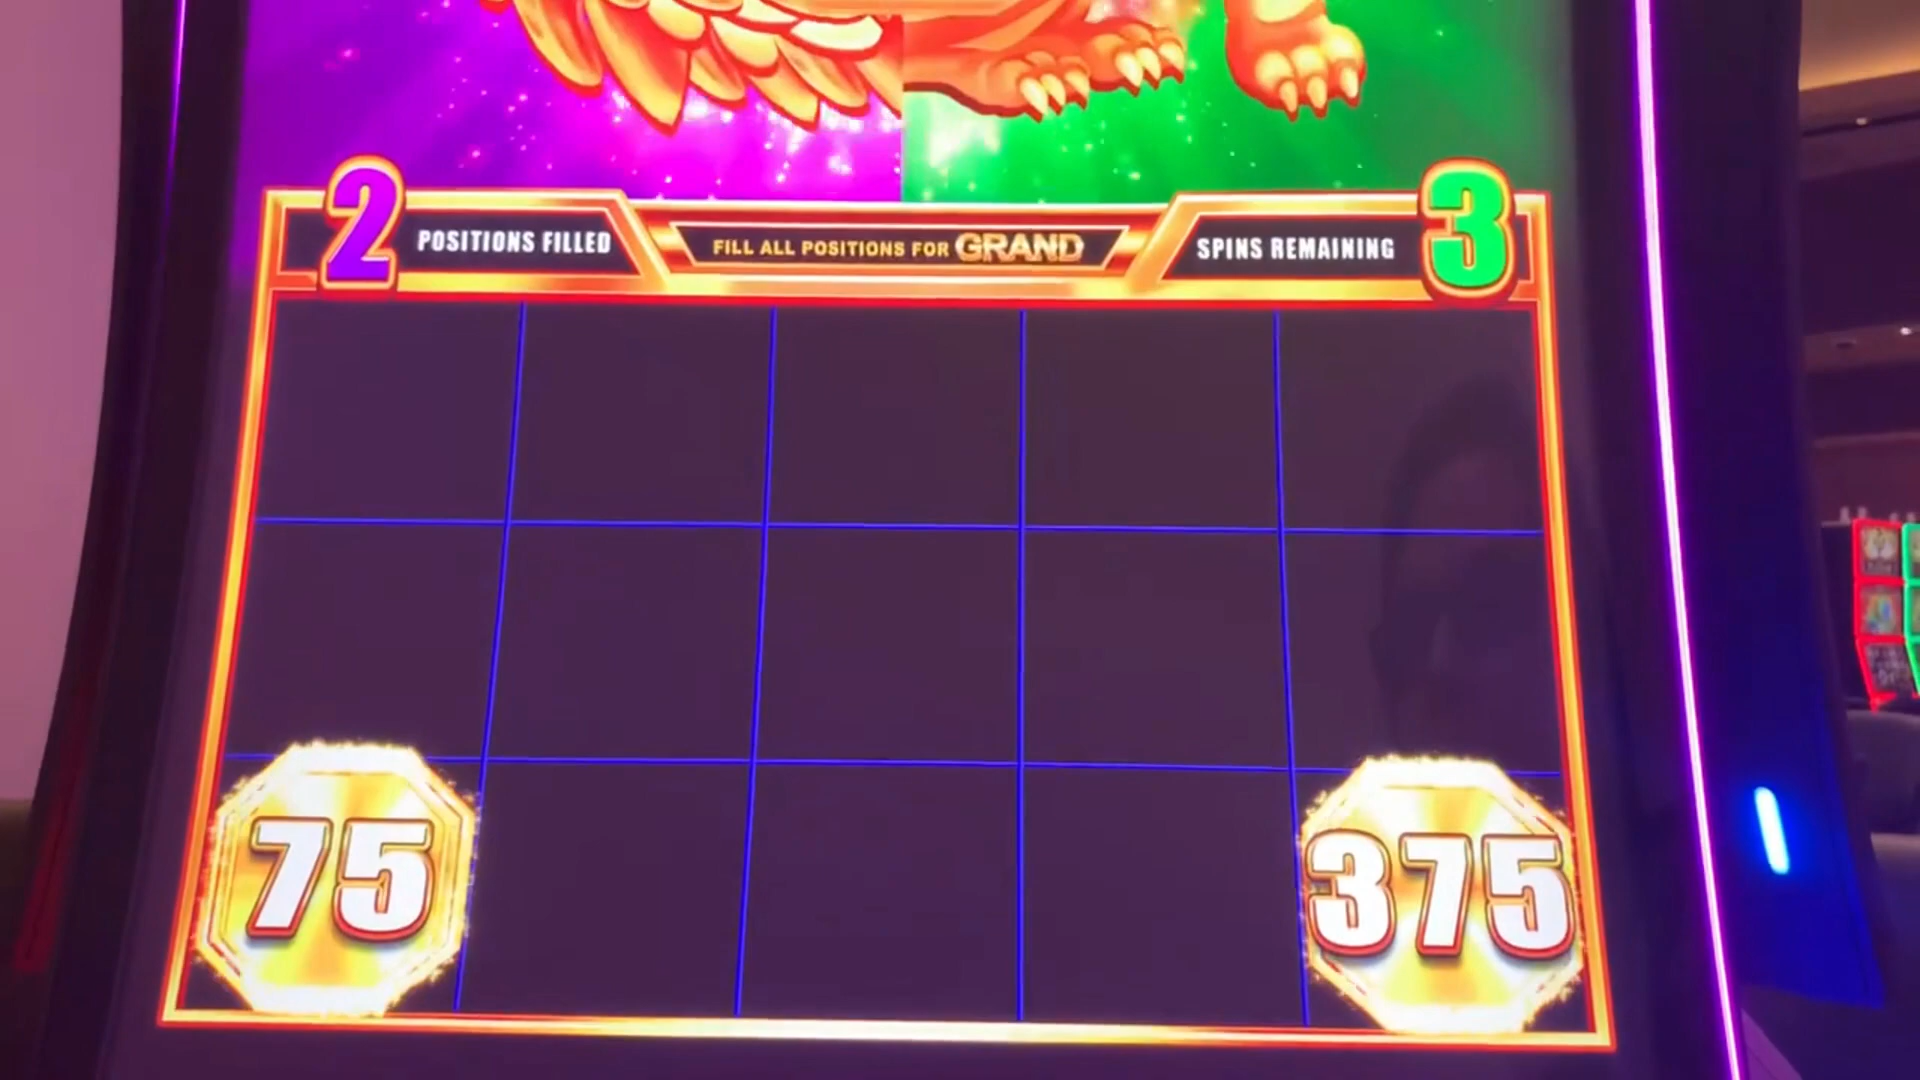 2 POSITIONS FILLED
FILL ALL POSITIONS FOR GRAND
SPINS REMAINING 3
75
375